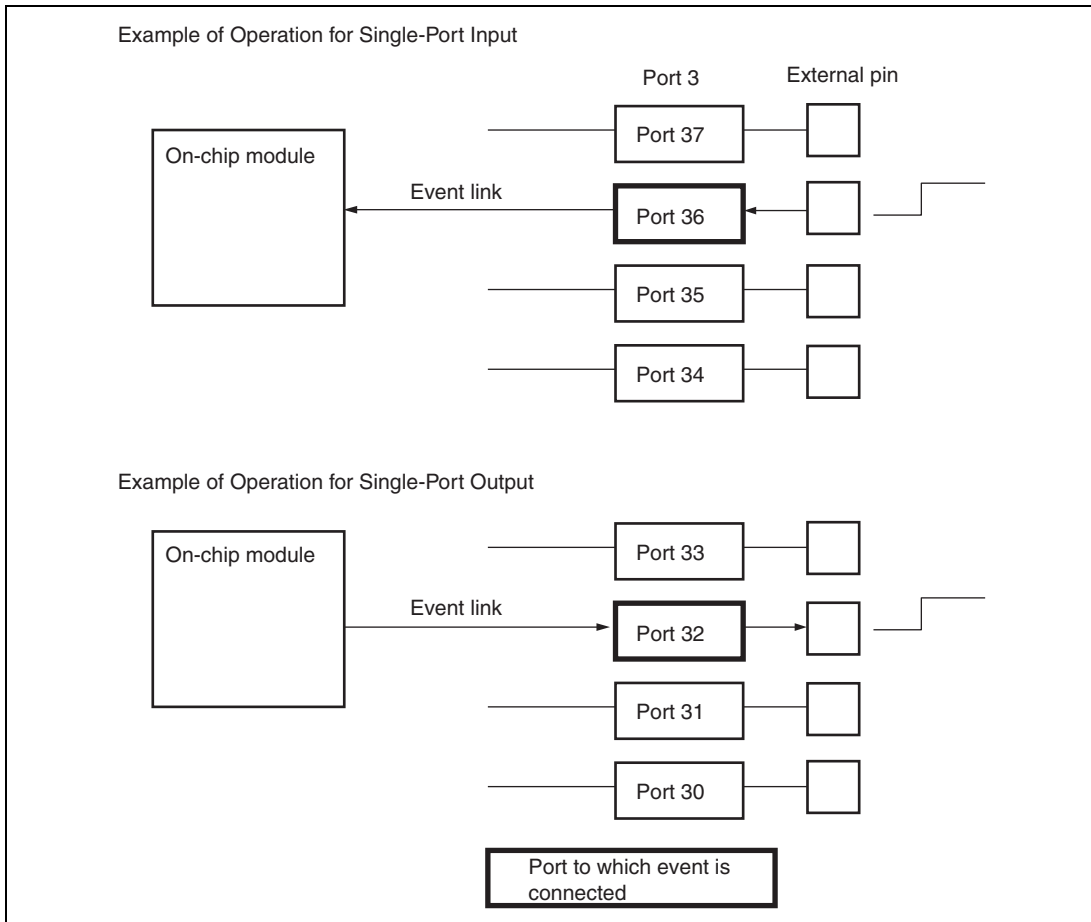 Example of Operation for Single-Port Input
Port 3
External pin
On-chip module
Port 37
Event link
Port 36
Port 35
Port 34
Example of Operation for Single-Port Output
On-chip module
Port 33
Event link
Port 32
Port 31
Port 30
Port to which event is
connected